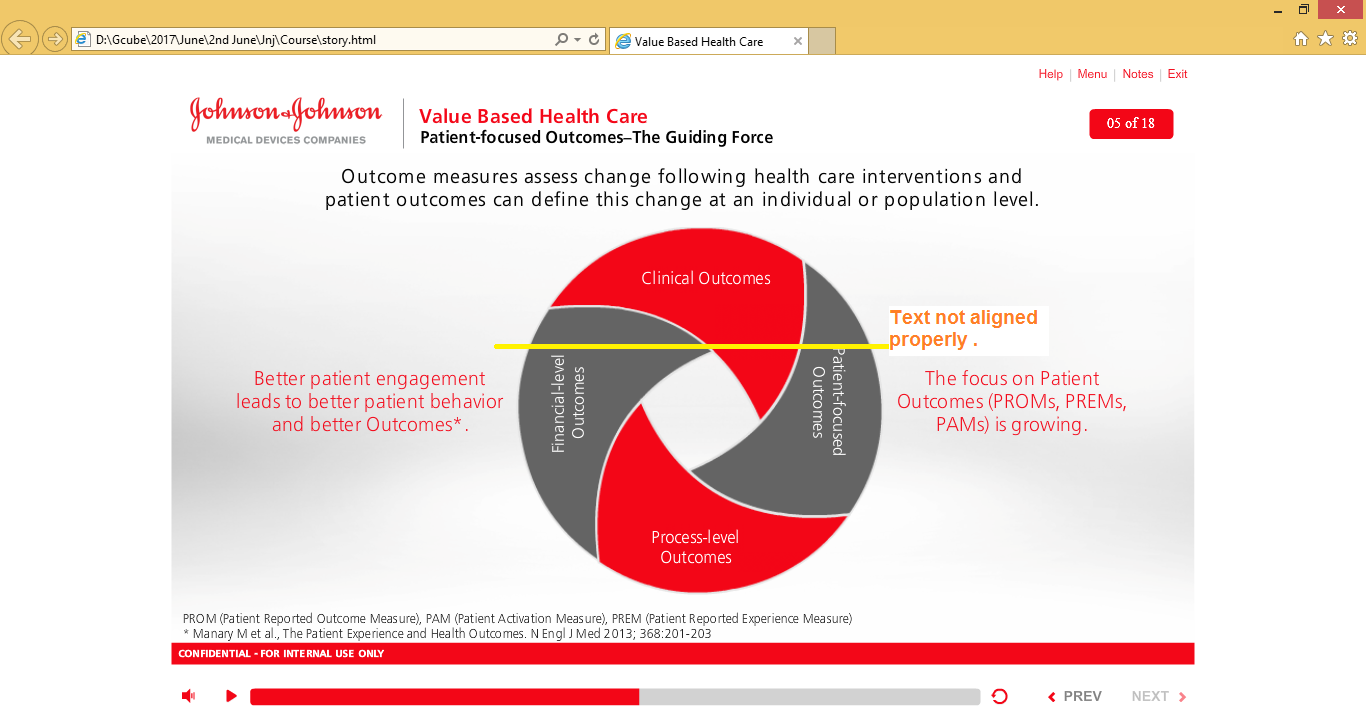 D:\Gcube\2017\June\2nd June\Jnj\Course\story.html
Value Based Health Care
Help | Menu | Notes | Exit
Johnson & Johnson
MEDICAL DEVICES COMPANIES
Value Based Health Care
Patient-focused Outcomes–The Guiding Force
05 of 18
Outcome measures assess change following health care interventions and
patient outcomes can define this change at an individual or population level.
Clinical Outcomes
Text not aligned
properly .
Better patient engagement
leads to better patient behavior
and better Outcomes*.
Financial-level
Outcomes
Patient-focused
Outcomes
The focus on Patient
Outcomes (PROMs, PREMs,
PAMs) is growing.
Process-level
Outcomes
PROM (Patient Reported Outcome Measure), PAM (Patient Activation Measure), PREM (Patient Reported Experience Measure)
* Manary M et al., The Patient Experience and Health Outcomes. N Engl J Med 2013; 368:201-203
CONFIDENTIAL - FOR INTERNAL USE ONLY
PREV
NEXT